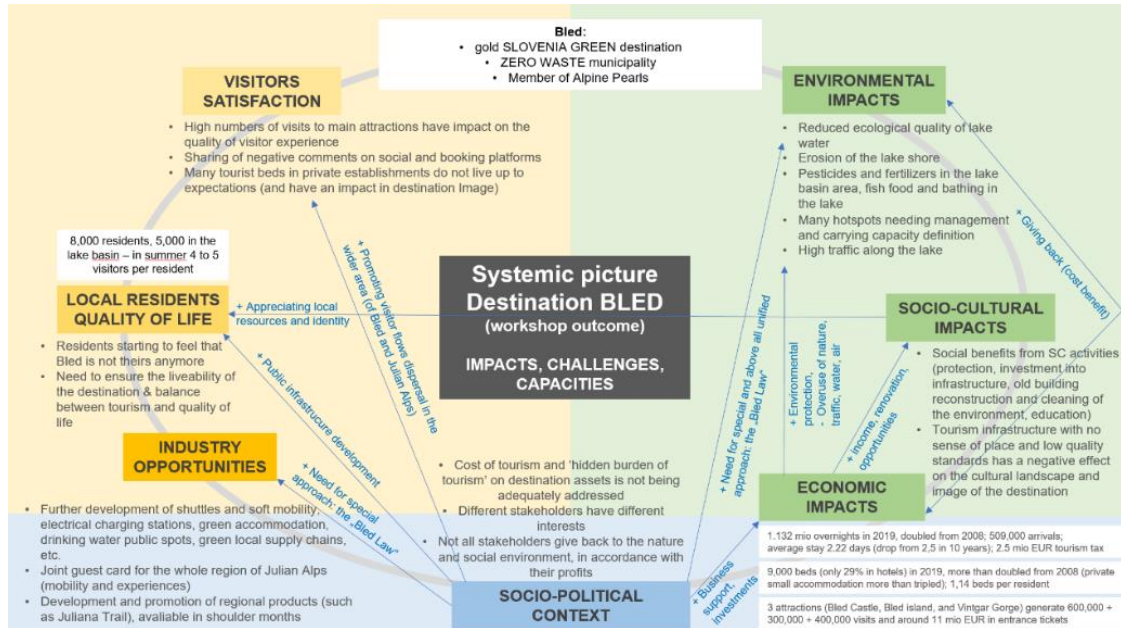 Bled:
• gold SLOVENIA GREEN destination
• ZERO WASTE municipality
• Member of Alpine Pearls
VISITORS
SATISFACTION
• High numbers of visits to main attractions have impact on the
quality of visitor experience
• Sharing of negative comments on social and booking platforms
• Many tourist beds in private establishments do not live up to
expectations (and have an impact in destination Image)
ENVIRONMENTAL
IMPACTS
• Reduced ecological quality of lake
water
• Erosion of the lake shore
• Pesticides and fertilizers in the lake
basin area, fish food and bathing in
the lake
• Many hotspots needing management
and carrying capacity definition
• High traffic along the lake
8,000 residents, 5,000 in the
lake basin – in summer 4 to 5
visitors per resident
LOCAL RESIDENTS
QUALITY OF LIFE
• Residents starting to feel that
Bled is not theirs anymore
• Need to ensure the liveability of
the destination & balance
between tourism and quality of
life
+ Appreciating local
resources and identity
+ Promoting visitor flows dispersal in the
wider area (of Bled and Julian Alps)
+ Public infrastrucure development
Systemic picture
Destination BLED
(workshop outcome)
IMPACTS, CHALLENGES,
CAPACITIES
+ Need for special and above all unified
approach: the „Bled Law“
+ Environmental
protection,
- Overuse of nature,
traffic, water, air
+ income, renovation,
opportunities
+ Giving back (cost benefit)
SOCIO-CULTURAL
IMPACTS
• Social benefits from SC activities
(protection, investment into
infrastructure, old building
reconstruction and cleaning of
the environment, education)
• Tourism infrastructure with no
sense of place and low quality
standards has a negative effect
on the cultural landscape and
image of the destination
INDUSTRY
OPPORTUNITIES
+ Need for special
approach: the „Bled Law“
• Further development of shuttles and soft mobility,
electrical charging stations, green accommodation,
drinking water public spots, green local supply chains,
etc.
• Joint guest card for the whole region of Julian Alps
(mobility and experiences)
• Development and promotion of regional products (such
as Juliana Trail), avaliable in shoulder months
• Cost of tourism and ‘hidden burden of
tourism’ on destination assets is not being
adequately addressed
• Different stakeholders have different
interests
• Not all stakeholders give back to the nature
and social environment, in accordance with
their profits
SOCIO-POLITICAL
CONTEXT
+ Business
support,
investments
ECONOMIC
IMPACTS
1.132 mio overnights in 2019, doubled from 2008; 509,000 arrivals;
average stay 2.22 days (drop from 2,5 in 10 years); 2.5 mio EUR tourism tax
9,000 beds (only 29% in hotels) in 2019, more than doubled from 2008 (private
small accommodation more than tripled); 1,14 beds per resident
3 attractions (Bled Castle, Bled island, and Vintgar Gorge) generate 600,000 +
300,000 + 400,000 visits and around 11 mio EUR in entrance tickets